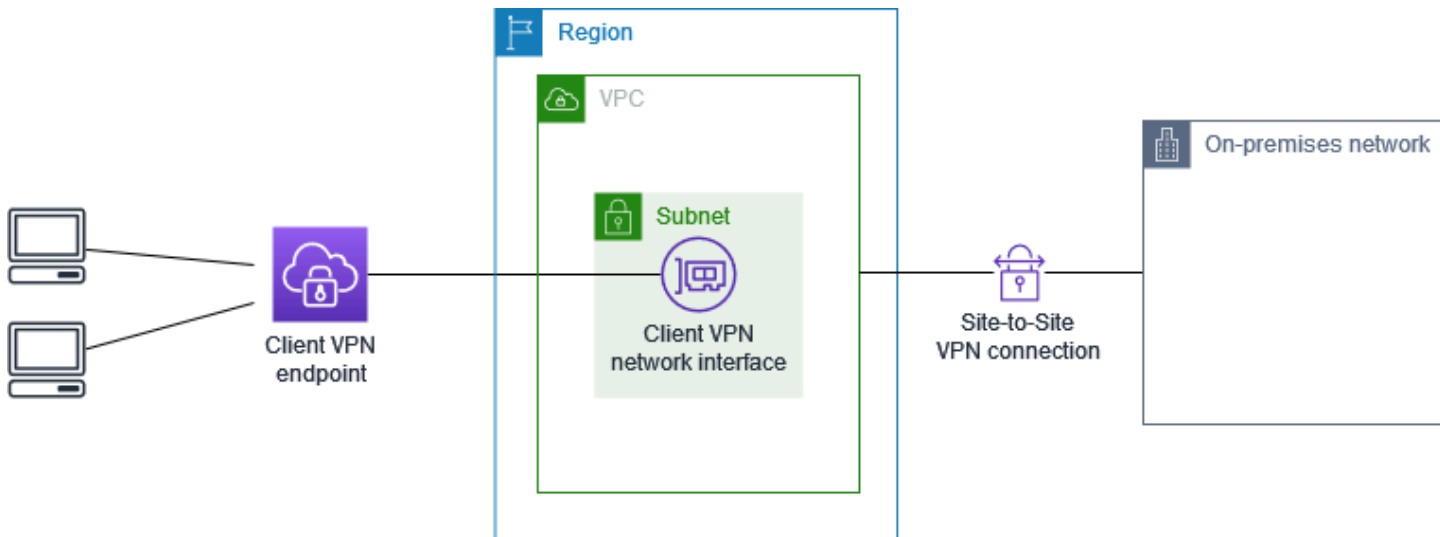 Region
VPC
On-premises network
Subnet
Client VPN
endpoint
Client VPN
network interface
Site-to-Site
VPN connection